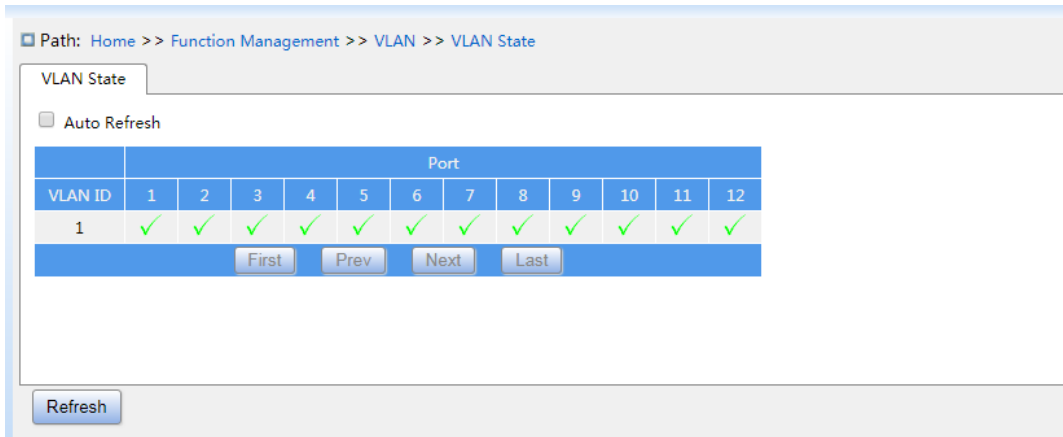 Path: Home >> Function Management >> VLAN >> VLAN State
VLAN State
Auto Refresh
Port
VLAN ID 1 2 3 4 5 6 7 8 9 10 11 12
1
First Prev Next Last
Refresh